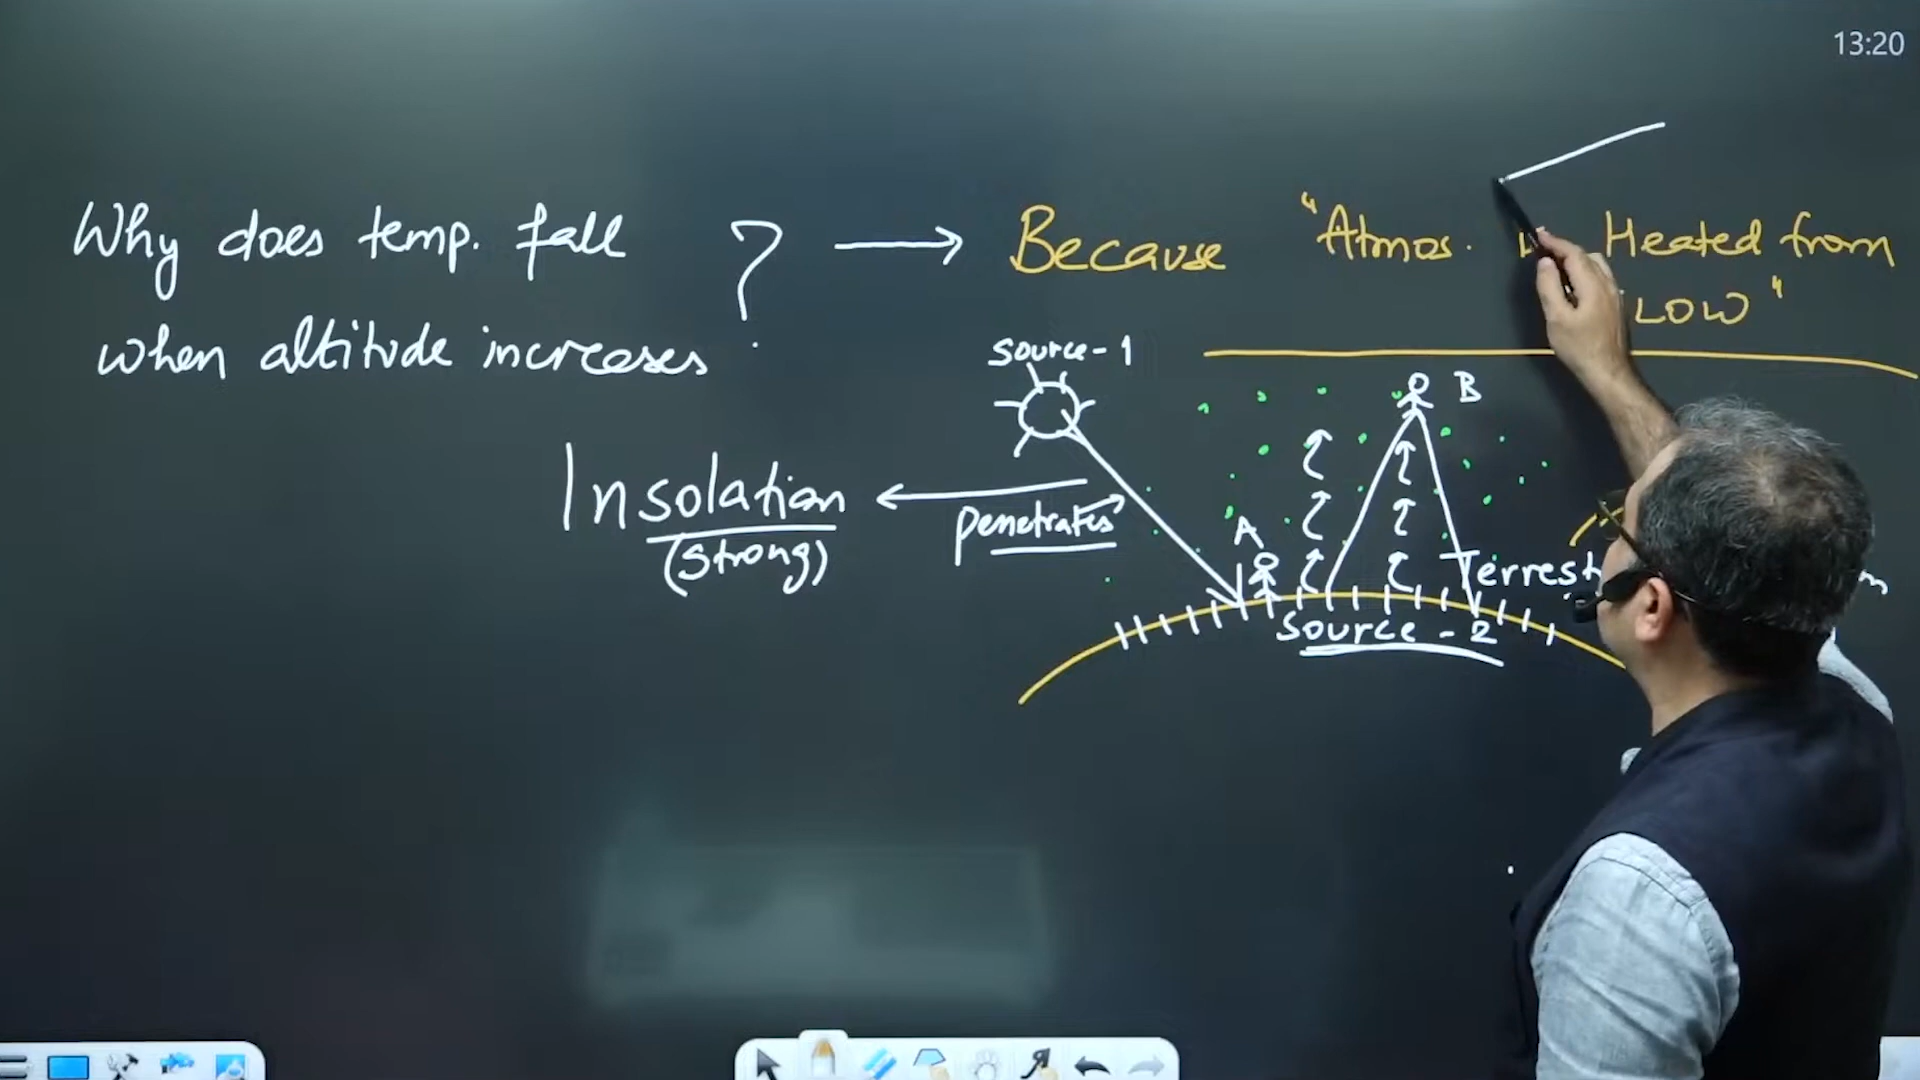 13:20
Why does temp. fall
when altitude increases ?
Because "Atmos. Heated from
LOW"
Source-1
Insolation
(strong)
penetrates
A
B
Source - 2